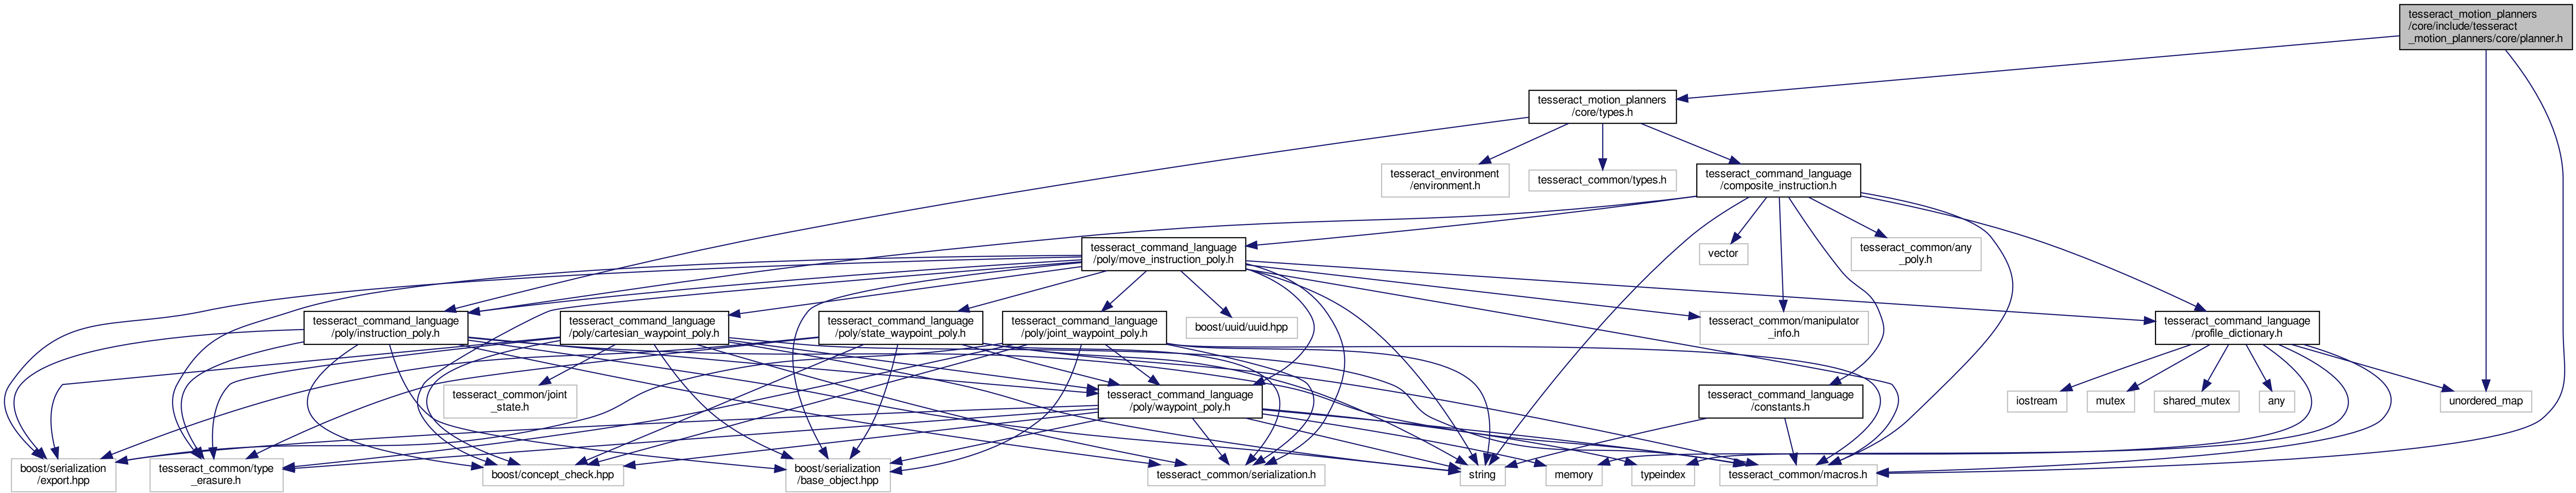 tesseract_motion_planners
/core/include/tesseract
_motion_planners/core/planner.h
tesseract_motion_planners
/core/types.h
tesseract_environment
/environment.h
tesseract_common/types.h
tesseract_command_language
/composite_instruction.h
tesseract_command_language
/poly/move_instruction_poly.h
vector
tesseract_common/any
_poly.h
tesseract_command_language
/poly/instruction_poly.h
tesseract_command_language
/poly/cartesian_waypoint_poly.h
tesseract_command_language
/poly/state_waypoint_poly.h
tesseract_command_language
/poly/joint_waypoint_poly.h
boost/uuid/uuid.hpp
tesseract_common/manipulator
_info.h
tesseract_command_language
/profile_dictionary.h
tesseract_common/joint
_state.h
tesseract_command_language
/poly/waypoint_poly.h
tesseract_command_language
/constants.h
iostream
mutex
shared_mutex
any
unordered_map
boost/serialization
/export.hpp
tesseract_common/type
_erasure.h
boost/concept_check.hpp
boost/serialization
/base_object.hpp
tesseract_common/serialization.h
string
memory
typeindex
tesseract_common/macros.h